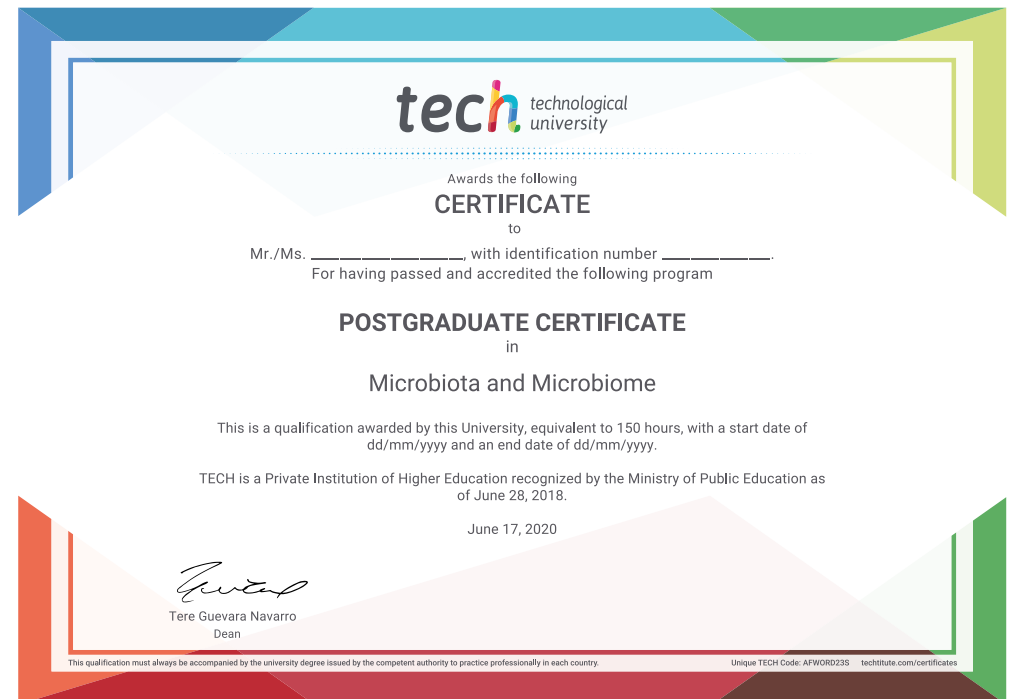 tech technological
university
Awards the following
CERTIFICATE
to
Mr./Ms. ____________________, with identification number ______________.
For having passed and accredited the following program
POSTGRADUATE CERTIFICATE
in
Microbiota and Microbiome
This is a qualification awarded by this University, equivalent to 150 hours, with a start date of
dd/mm/yyyy and an end date of dd/mm/yyyy.
TECH is a Private Institution of Higher Education recognized by the Ministry of Public Education as
of June 28, 2018.
June 17, 2020
Tere Guevara Navarro
Dean
This qualification must always be accompanied by the university degree issued by the competent authority to practice professionally in each country.
Unique TECH Code: AFWORD23S techtitute.com/certificates